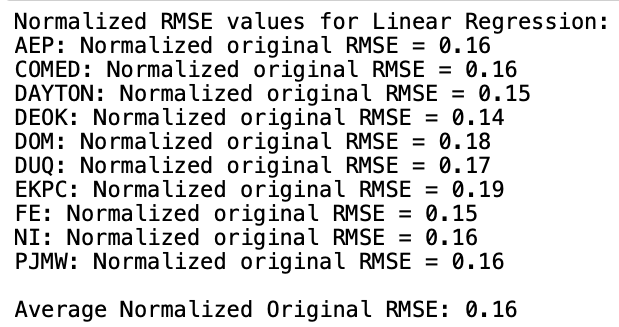 Normalized RMSE values for Linear Regression:
AEP: Normalized original RMSE = 0.16
COMED: Normalized original RMSE = 0.16
DAYTON: Normalized original RMSE = 0.15
DEOK: Normalized original RMSE = 0.14
DOM: Normalized original RMSE = 0.18
DUQ: Normalized original RMSE = 0.17
EKPC: Normalized original RMSE = 0.19
FE: Normalized original RMSE = 0.15
NI: Normalized original RMSE = 0.16
PJMW: Normalized original RMSE = 0.16
Average Normalized Original RMSE: 0.16